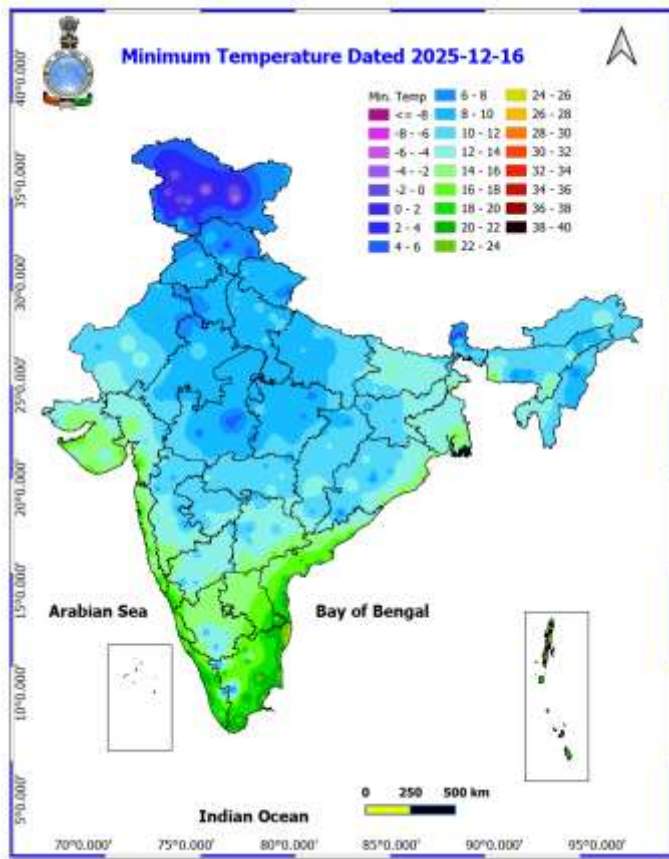 Minimum Temperature Dated 2025-12-16
Min. Temp
<= -8
-8 - -6
-6 - -4
-4 - -2
-2 - 0
0 - 2
2 - 4
4 - 6
6 - 8
8 - 10
10 - 12
12 - 14
14 - 16
16 - 18
18 - 20
20 - 22
22 - 24
24 - 26
26 - 28
28 - 30
30 - 32
32 - 34
34 - 36
36 - 38
38 - 40
40°0.000'
35°0.000'
30°0.000'
25°0.000'
20°0.000'
15°0.000'
10°0.000'
5°0.000'
Arabian Sea
Bay of Bengal
0 250 500 km
Indian Ocean
70°0.000' 75°0.000' 80°0.000' 85°0.000' 90°0.000' 95°0.000'